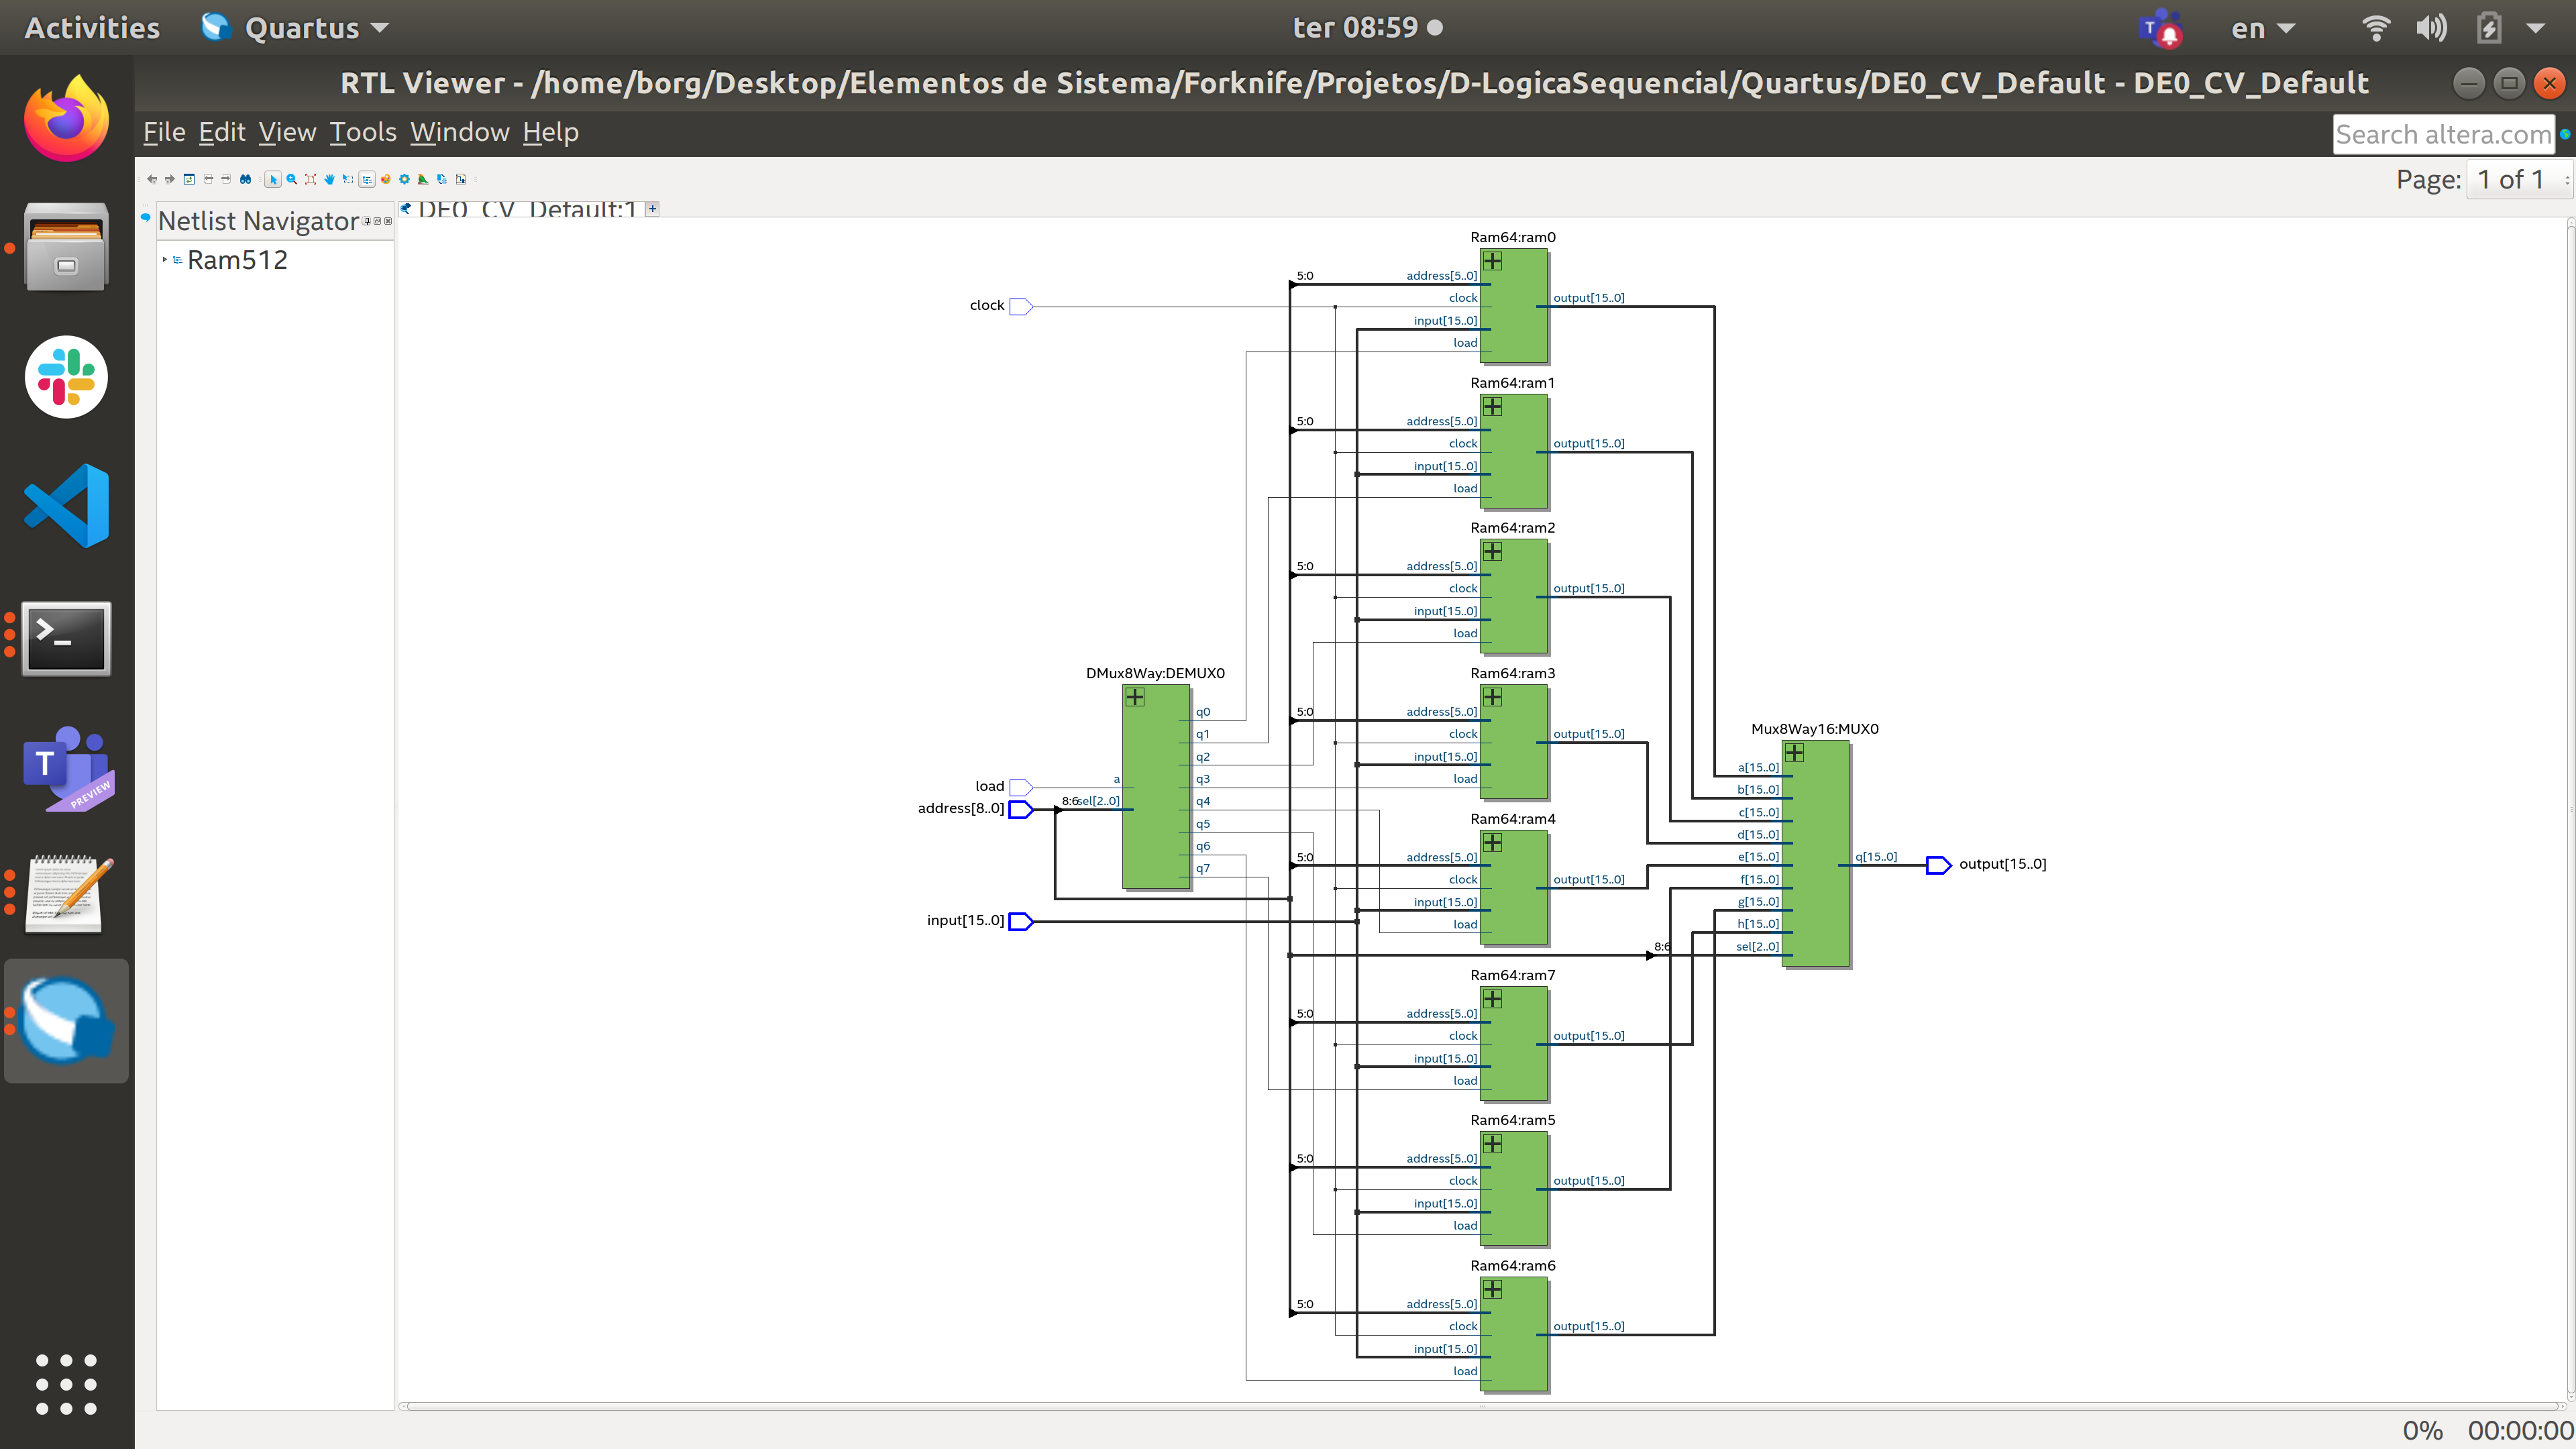 Activities Quartus ter 08:59 en
RTL Viewer - /home/borg/Desktop/Elementos de Sistema/Forknife/Projetos/D-LogicaSequencial/Quartus/DE0_CV_Default - DE0_CV_Default
File Edit View Tools Window Help Search altera.com
Page: 1 of 1
Netlist Navigator DE0_CV_Default:1
Ram512
Ram64:ram0
5:0 address[5..0]
clock clock output[15..0]
input[15..0]
load
Ram64:ram1
5:0 address[5..0]
clock output[15..0]
input[15..0]
load
Ram64:ram2
5:0 address[5..0]
clock output[15..0]
input[15..0]
load
DMux8Way:DEMUX0 Ram64:ram3
q0 5:0 address[5..0]
q1 clock output[15..0]
Mux8Way16:MUX0
q2 input[15..0]
a[15..0]
load a q3 load
b[15..0]
address[8..0] 8:6 sel[2..0] q4
c[15..0]
q5 Ram64:ram4
d[15..0]
q6 5:0 address[5..0] e[15..0] q[15..0] output[15..0]
q7 clock output[15..0] f[15..0]
input[15..0] g[15..0]
input[15..0] load h[15..0]
8:6 sel[2..0]
Ram64:ram7
5:0 address[5..0]
clock output[15..0]
input[15..0]
load
Ram64:ram5
5:0 address[5..0]
clock output[15..0]
input[15..0]
load
Ram64:ram6
5:0 address[5..0]
clock output[15..0]
input[15..0]
load
T
PREVIEW
0% 00:00:00